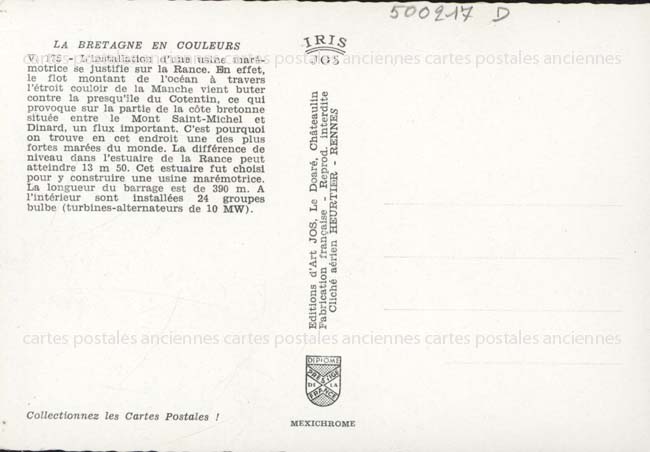 500217 D
LA BRETAGNE EN COULEURS
V. 175 - L'installation d'une usine maré-
motrice se justifie sur la Rance. En effet,
le flot montant de l'océan à travers
l'étroit couloir de la Manche vient buter
contre la presqu'île du Cotentin, ce qui
provoque sur la partie de la côte bretonne
située entre le Mont Saint-Michel et
Dinard, un flux important. C'est pourquoi
on trouve en cet endroit une des plus
fortes marées du monde. La différence de
niveau dans l'estuaire de la Rance peut
atteindre 13 m 50. Cet estuaire fut choisi
pour y construire une usine marémotrice.
La longueur du barrage est de 390 m. A
l'intérieur sont installées 24 groupes
bulbe (turbines-alternateurs de 10 MW).
IRIS
JOS
Editions d'Art JOS, Le Doaré, Châteaulin
Fabrication française - Reprod. interdite
Cliché aérien HEURTIER - RENNES
DIPLOME
PRESTIGE
DE LA
FRANCE
MEXICHROME
Collectionnez les Cartes Postales !
cartes postales anciennes cartes postales anciennes cartes postales anciennes
cartes postales anciennes cartes postales anciennes cartes postales anciennes